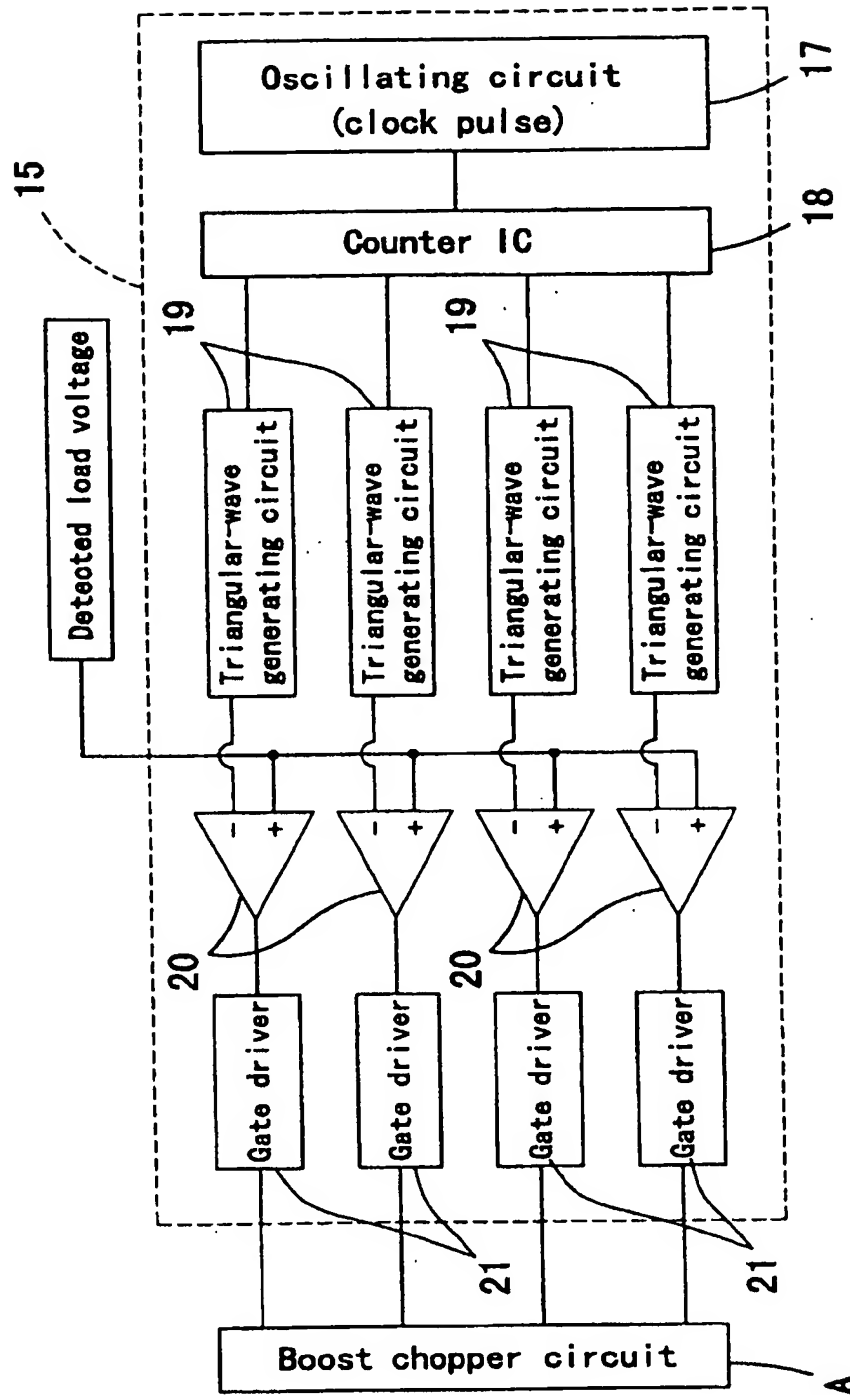 15
Detected load voltage
Oscillating circuit
(clock pulse)
17
Counter IC
18
19
19
Triangular-wave
generating circuit
Triangular-wave
generating circuit
Triangular-wave
generating circuit
Triangular-wave
generating circuit
-
+
-
+
-
+
-
+
20
20
Gate driver
Gate driver
Gate driver
Gate driver
21
21
Boost chopper circuit
A